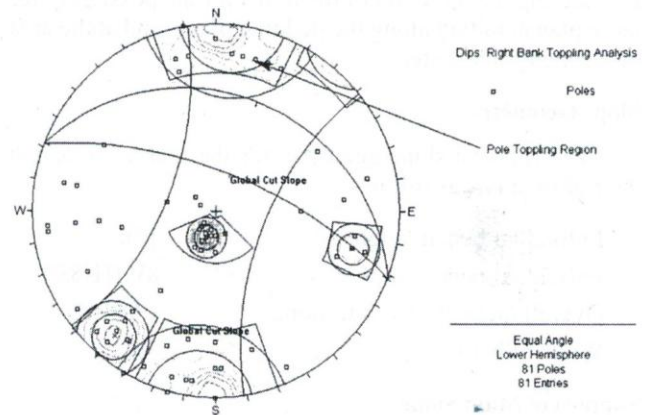 N
Dips Right Bank Toppling Analysis
Poles
Pole Toppling Region
Global Cut Slope
W
E
Global Cut Slope
S
Equal Angle
Lower Hemisphere
81 Poles
81 Entries